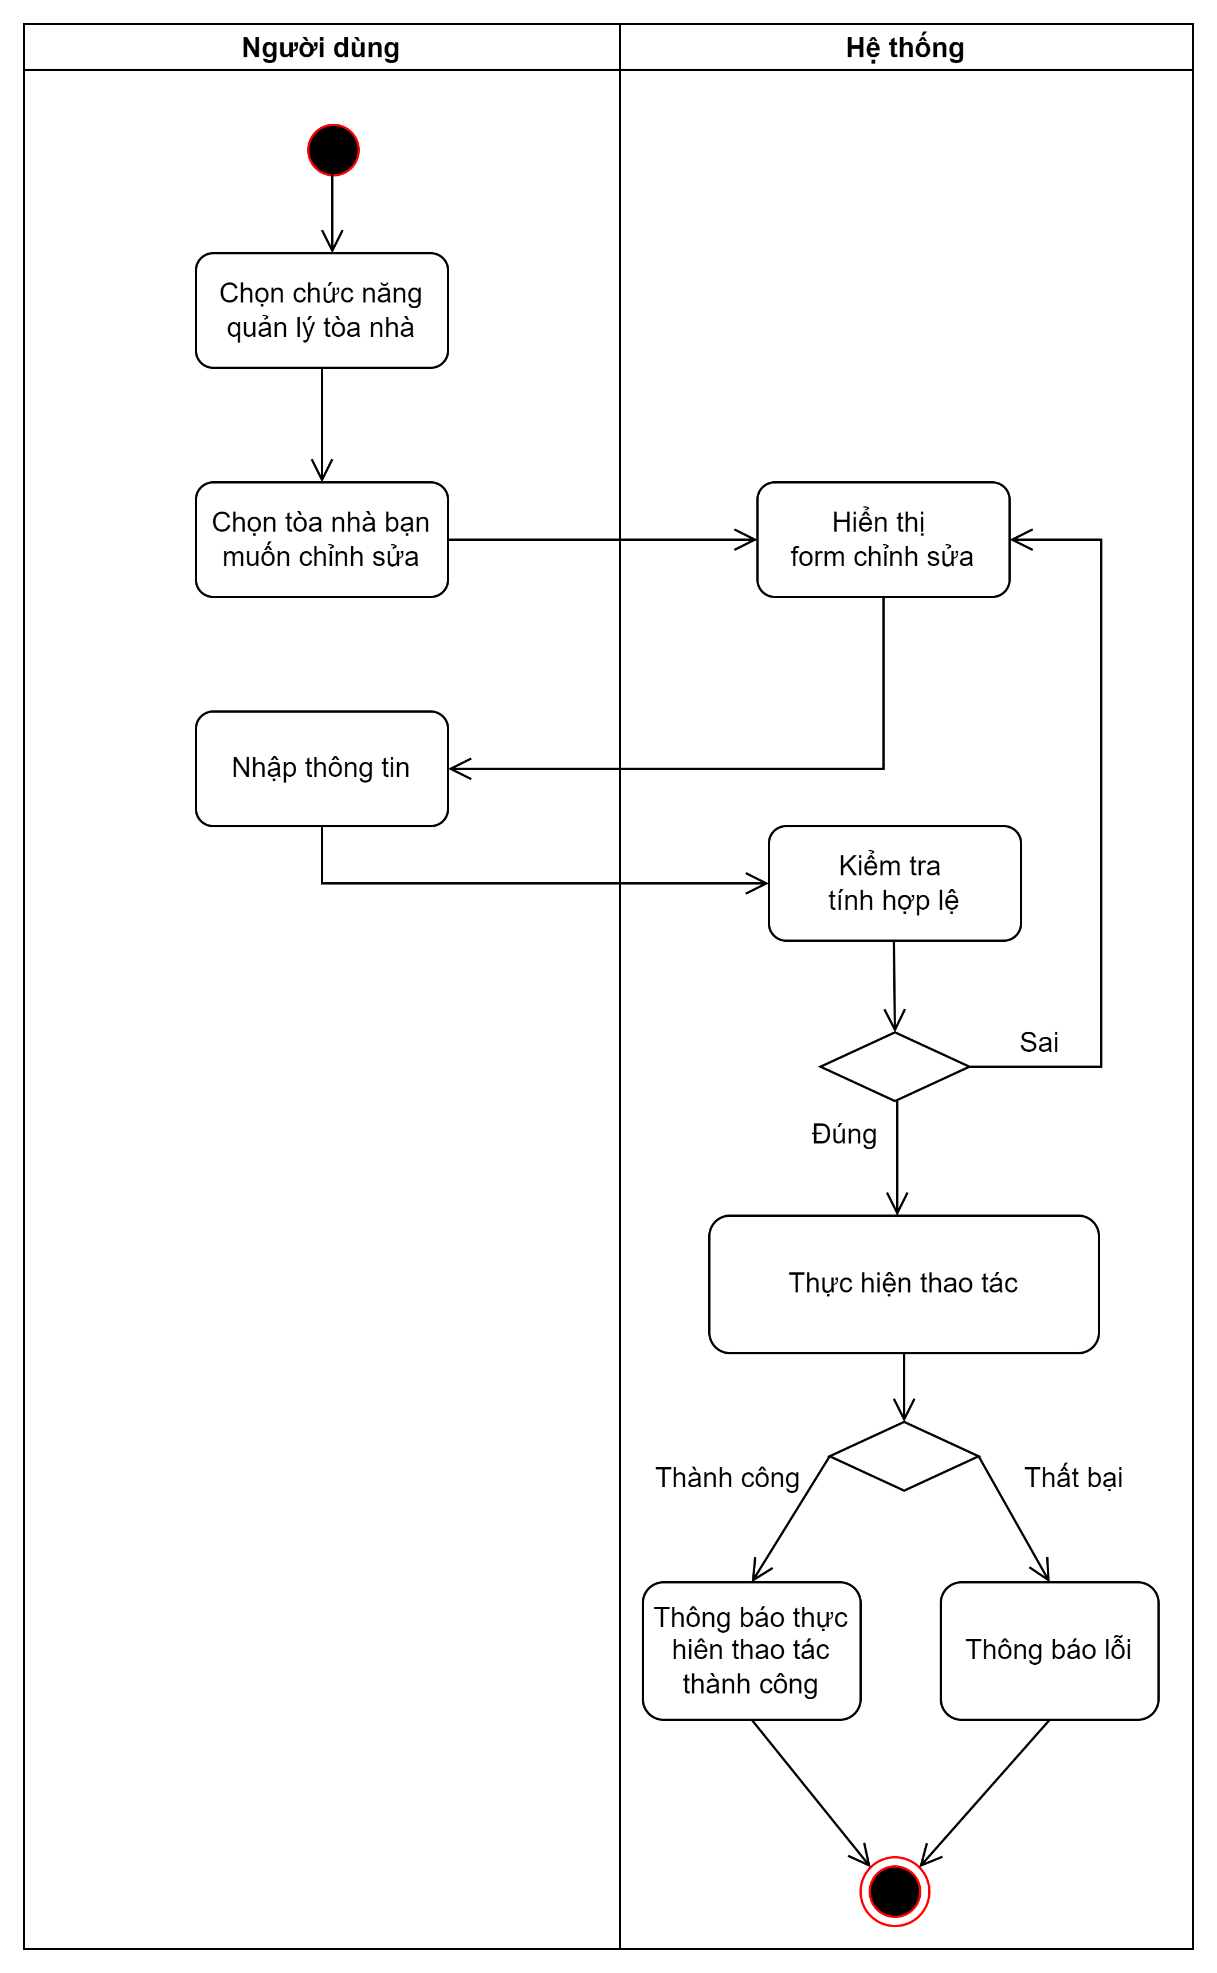 Người dùng
Hệ thống
Chọn chức năng
quản lý tòa nhà
Chọn tòa nhà bạn
muốn chỉnh sửa
Hiển thị
form chỉnh sửa
Nhập thông tin
Kiểm tra
tính hợp lệ
Sai
Đúng
Thực hiện thao tác
Thành công
Thất bại
Thông báo thực
hiên thao tác
thành công
Thông báo lỗi